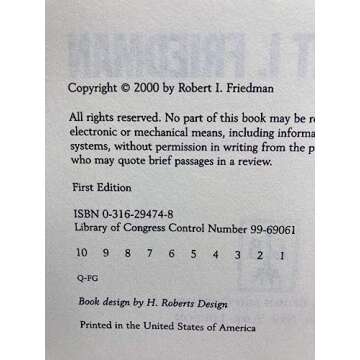 Copyright © 2000 by Robert I. Friedman
All rights reserved. No part of this book may be re
electronic or mechanical means, including informa
systems, without permission in writing from the p
who may quote brief passages in a review.
First Edition
ISBN 0-316-29474-8
Library of Congress Control Number 99-69061
10 9 8 7 6 5 4 3 2 1
Q-FG
Book design by H. Roberts Design
Printed in the United States of America